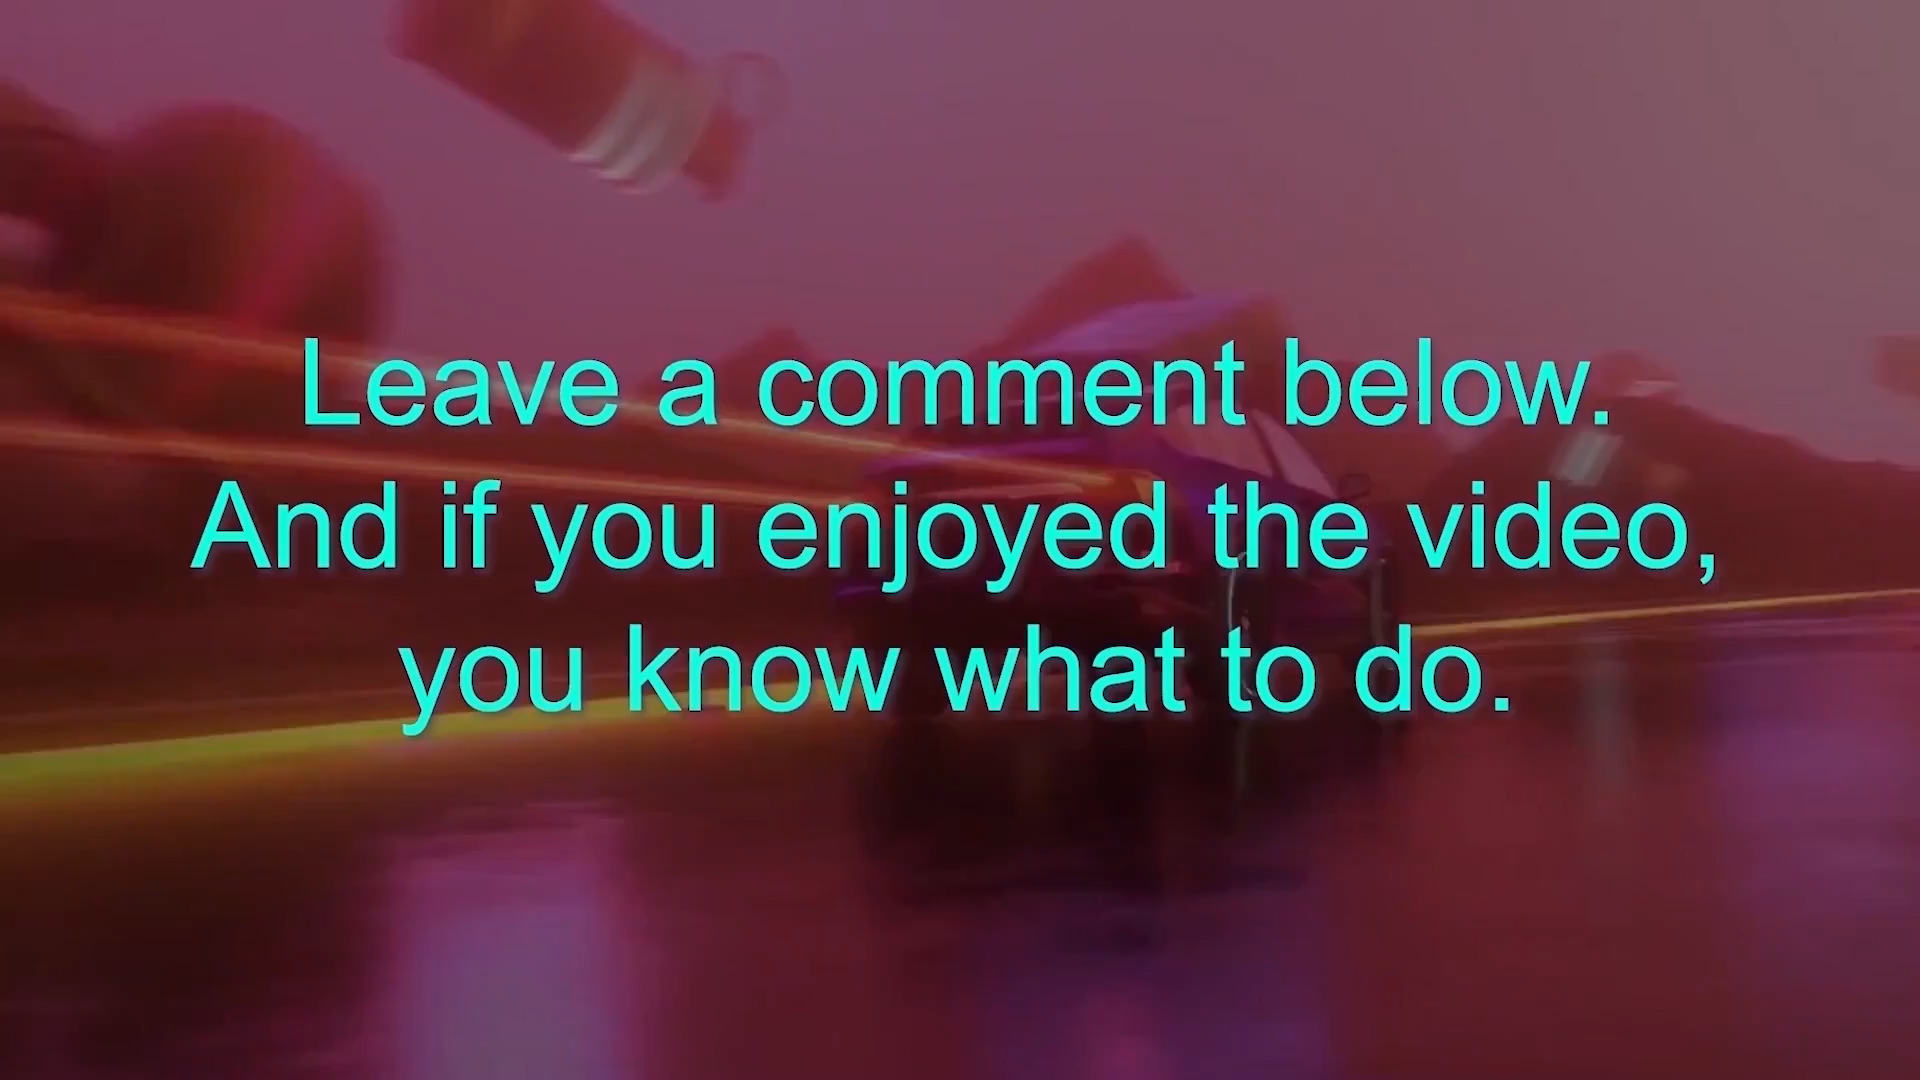 Leave a comment below.
And if you enjoyed the video,
you know what to do.